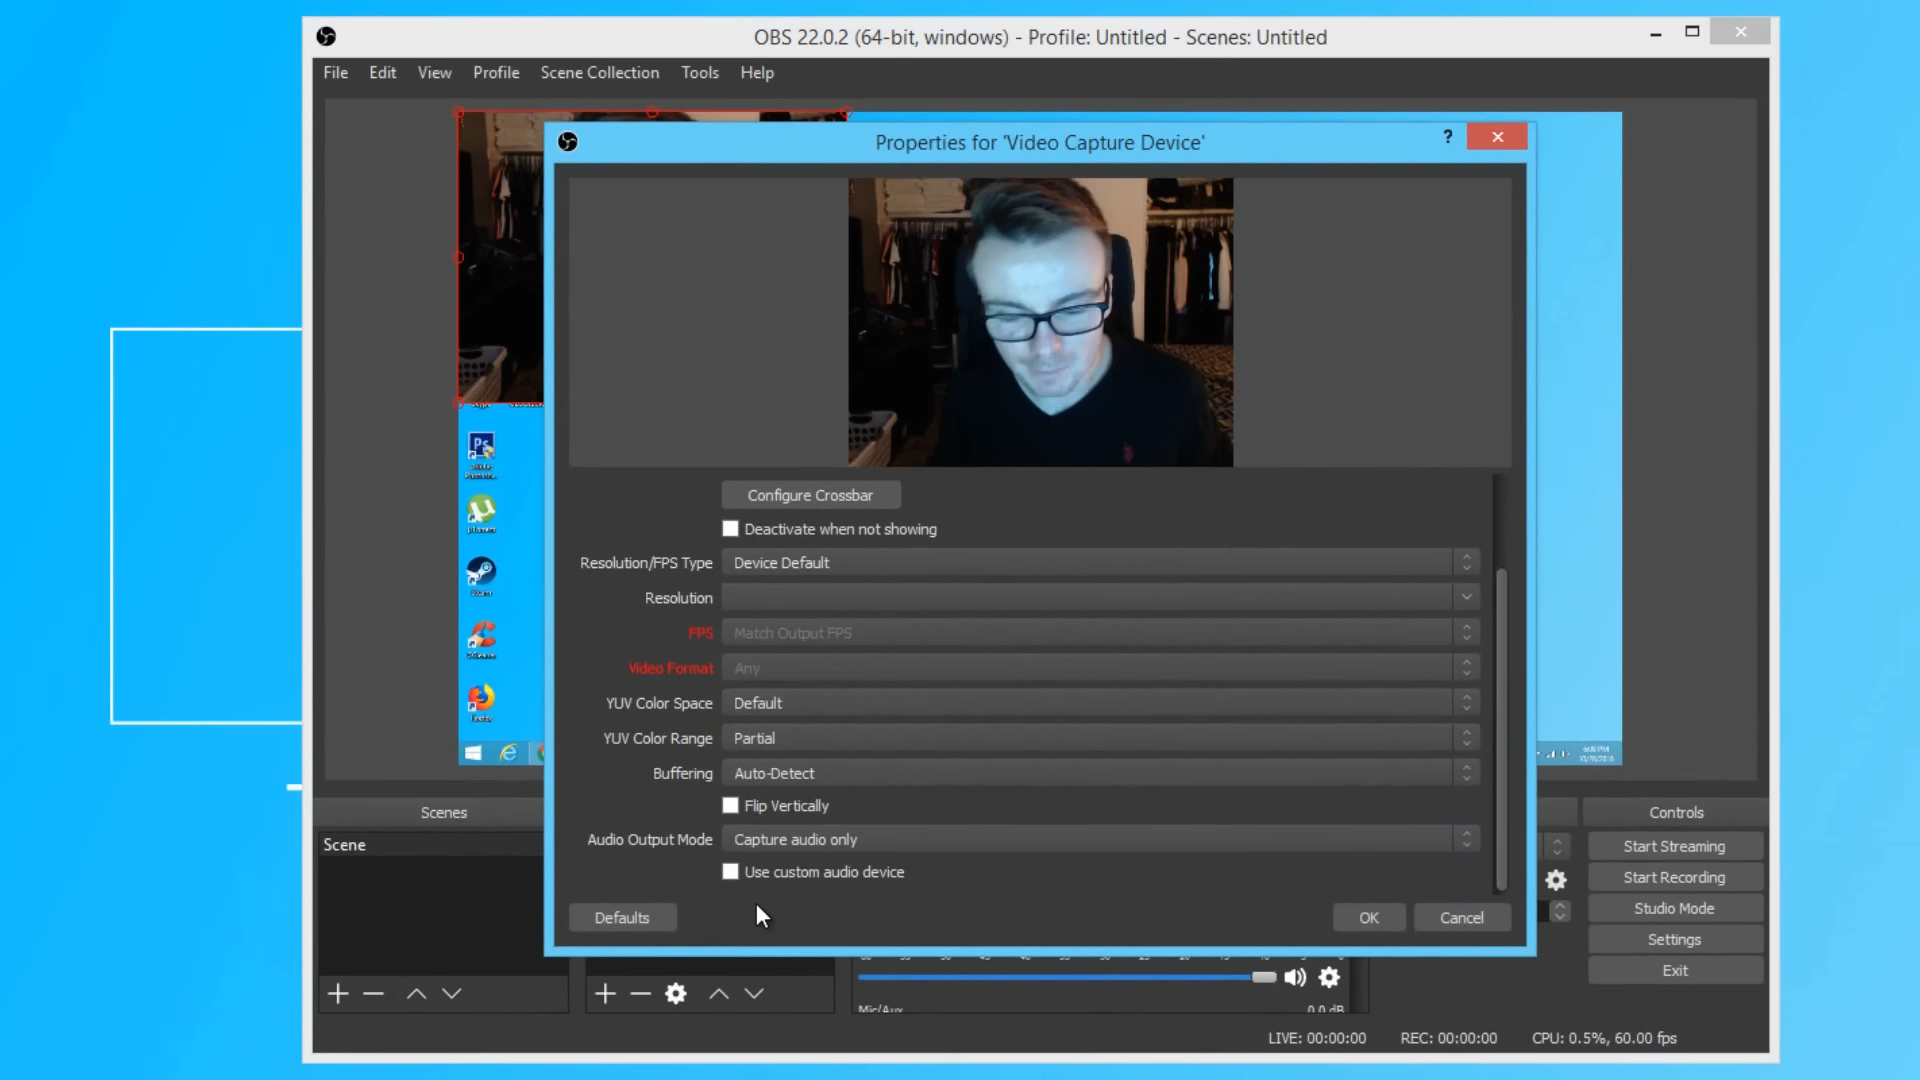 OBS 22.0.2 (64-bit, windows) - Profile: Untitled - Scenes: Untitled
File Edit View Profile Scene Collection Tools Help
Properties for 'Video Capture Device'
?
Ps
Configure Crossbar
Deactivate when not showing
Resolution/FPS Type Device Default
Resolution
FPS Match Output FPS
Video Format Any
YUV Color Space Default
YUV Color Range Partial
Buffering Auto-Detect
Flip Vertically
Audio Output Mode Capture audio only
Use custom audio device
Defaults OK Cancel
Steam
Firefox
Scenes
Scene
Controls
Start Streaming
Start Recording
Studio Mode
Settings
Exit
Mic/Aux 0.0 dB
LIVE: 00:00:00 REC: 00:00:00 CPU: 0.5%, 60.00 fps